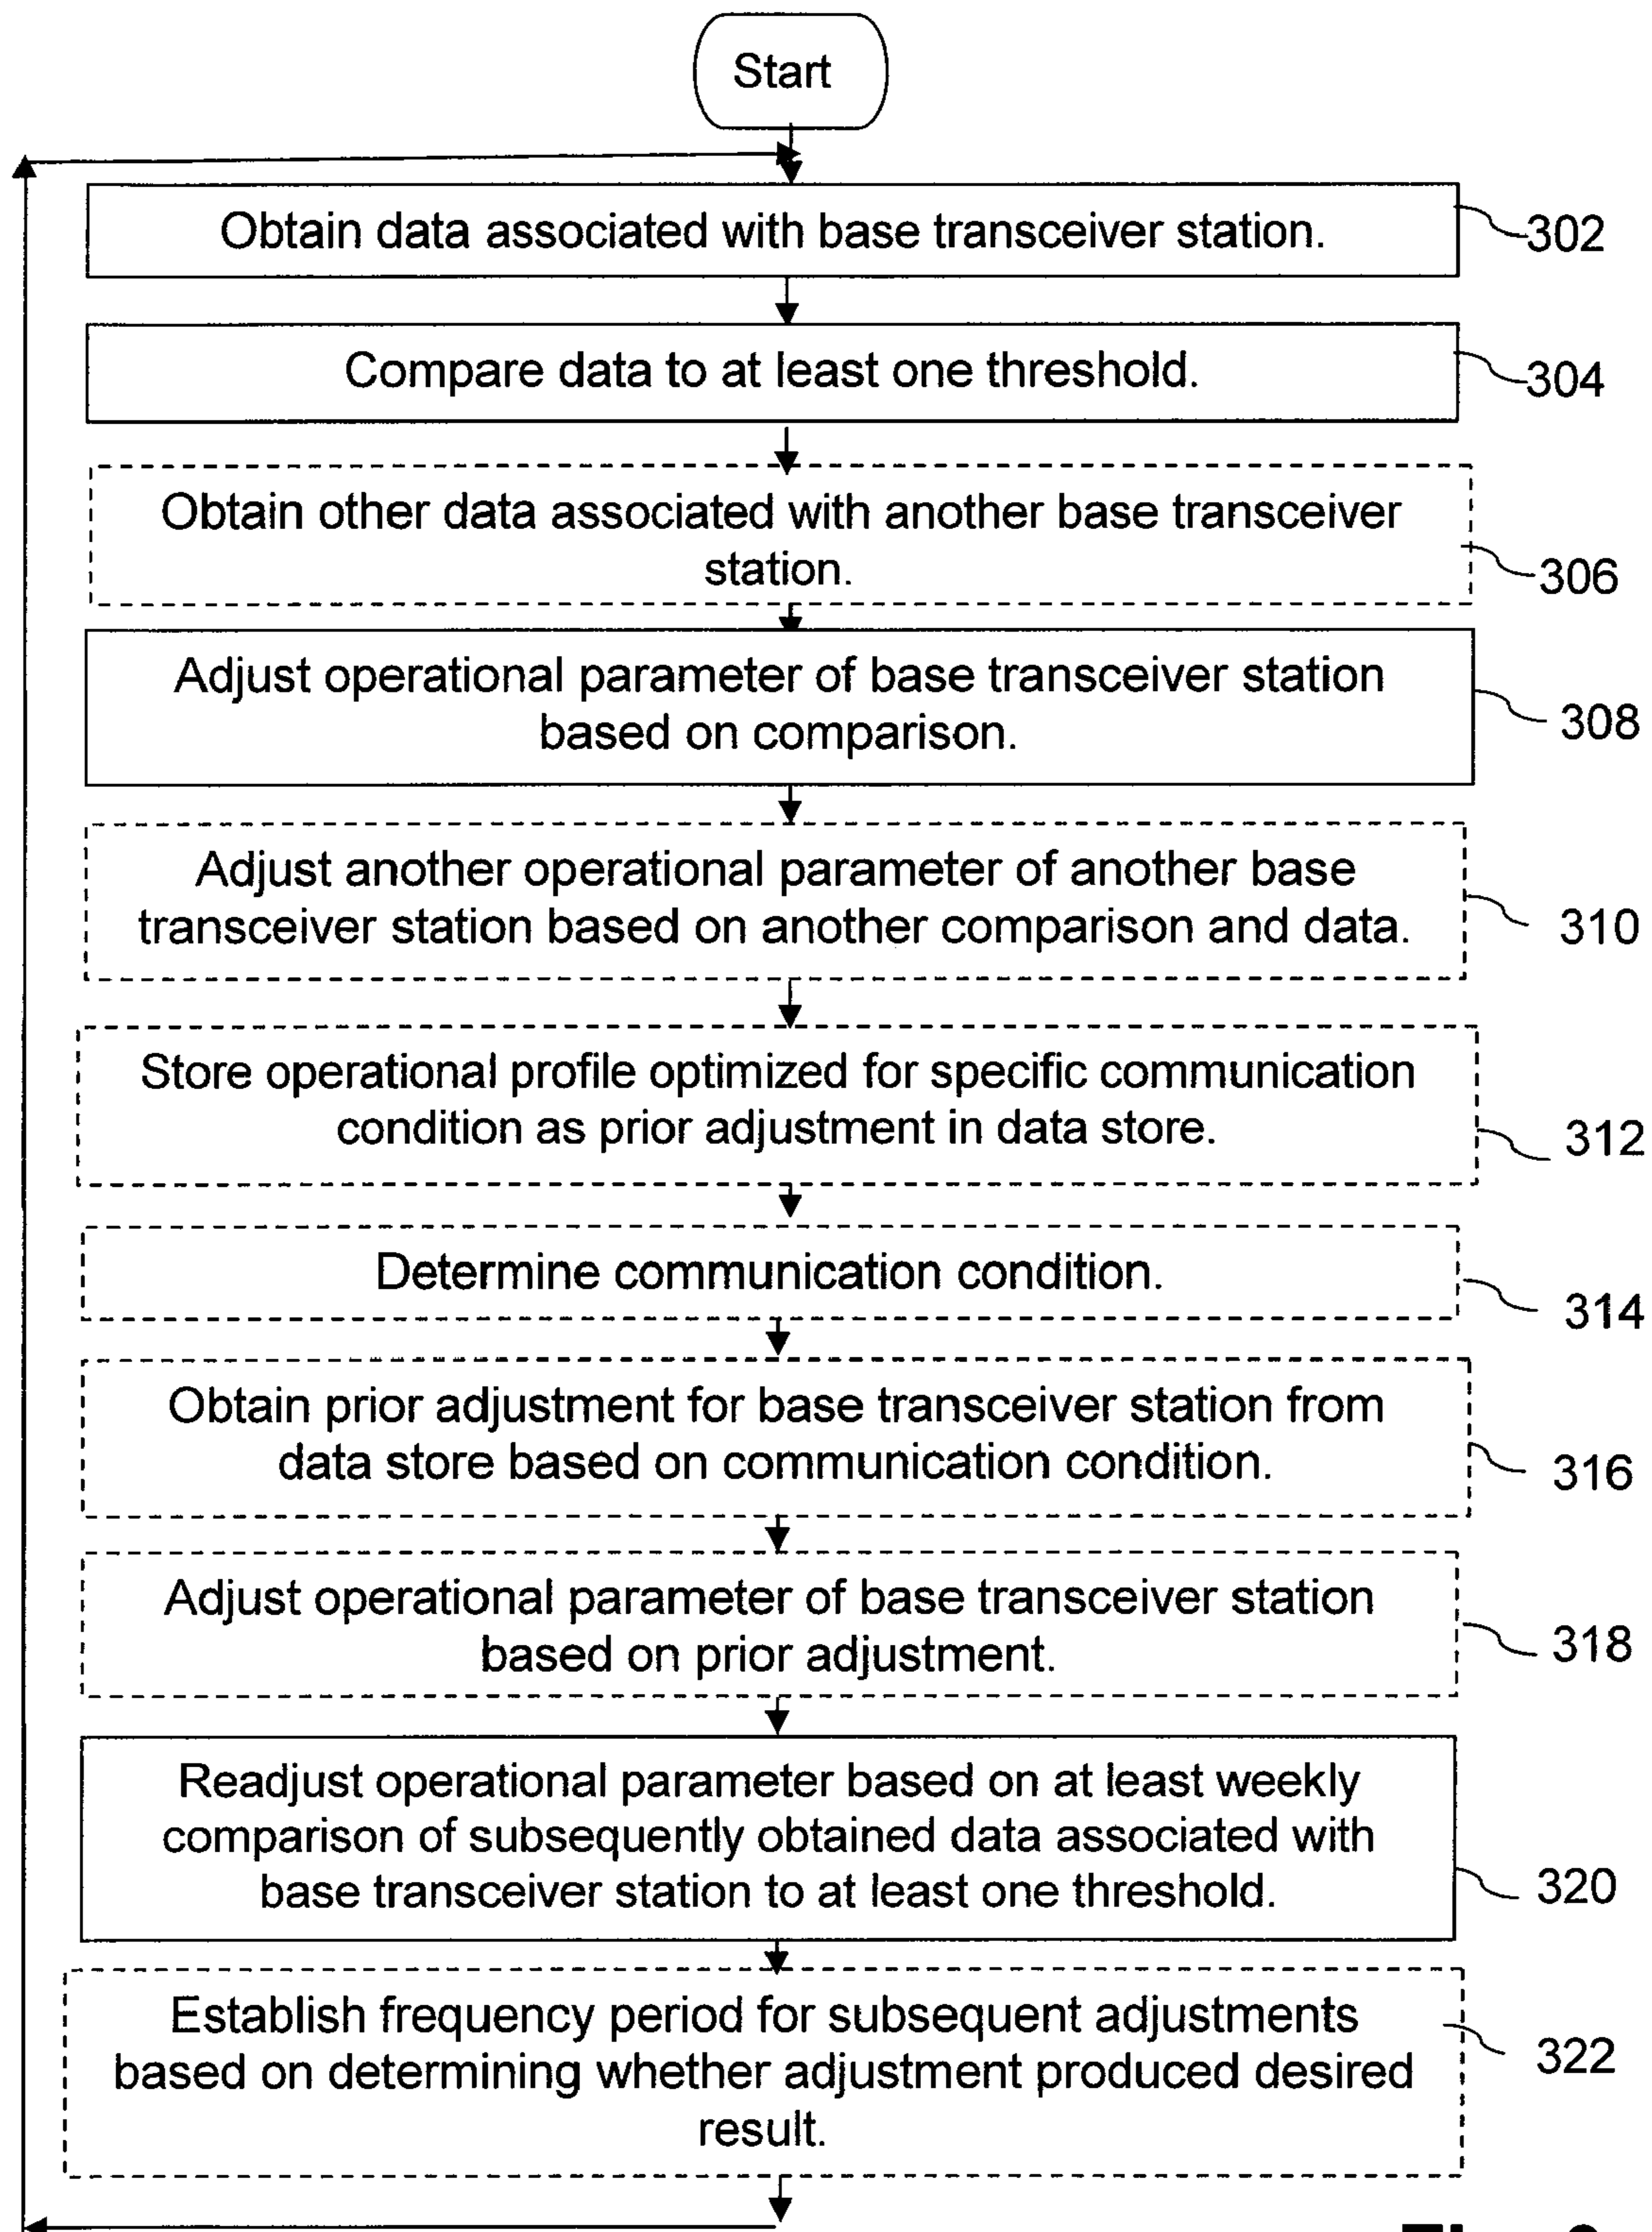 Start
Obtain data associated with base transceiver station.
302
Compare data to at least one threshold.
304
Obtain other data associated with another base transceiver
station.
306
Adjust operational parameter of base transceiver station
based on comparison.
308
Adjust another operational parameter of another base
transceiver station based on another comparison and data.
310
Store operational profile optimized for specific communication
condition as prior adjustment in data store.
312
Determine communication condition.
314
Obtain prior adjustment for base transceiver station from
data store based on communication condition.
316
Adjust operational parameter of base transceiver station
based on prior adjustment.
318
Readjust operational parameter based on at least weekly
comparison of subsequently obtained data associated with
base transceiver station to at least one threshold.
320
Establish frequency period for subsequent adjustments
based on determining whether adjustment produced desired
result.
322